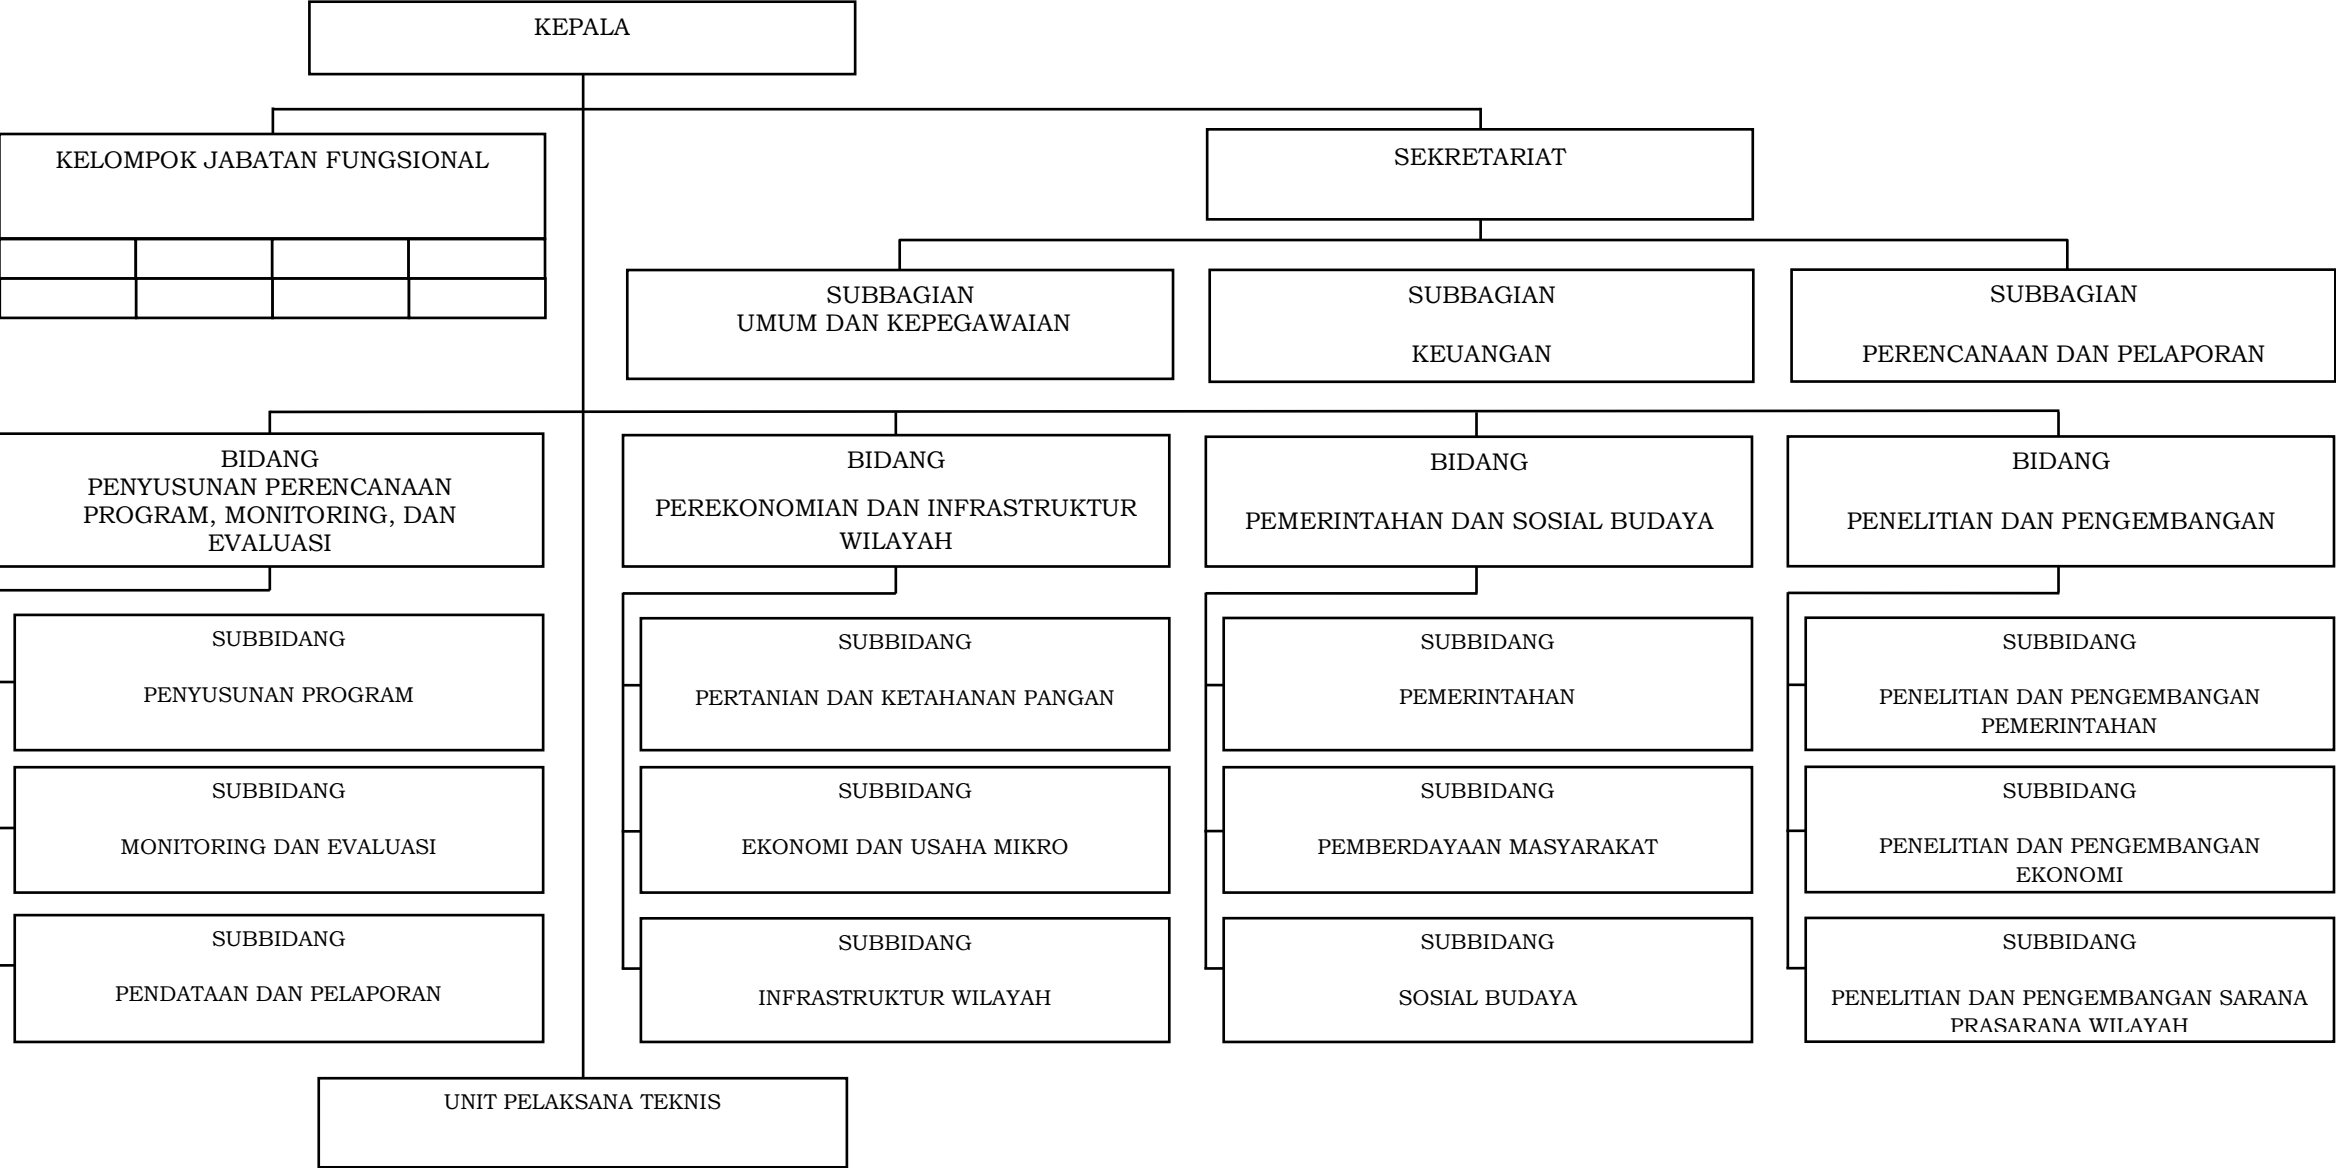 KEPALA
KELOMPOK JABATAN FUNGSIONAL
SEKRETARIAT
SUBBAGIAN
UMUM DAN KEPEGAWAIAN
SUBBAGIAN
KEUANGAN
SUBBAGIAN
PERENCANAAN DAN PELAPORAN
BIDANG
PENYUSUNAN PERENCANAAN
PROGRAM, MONITORING, DAN
EVALUASI
BIDANG
PEREKONOMIAN DAN INFRASTRUKTUR
WILAYAH
BIDANG
PEMERINTAHAN DAN SOSIAL BUDAYA
BIDANG
PENELITIAN DAN PENGEMBANGAN
SUBBIDANG
PENYUSUNAN PROGRAM
SUBBIDANG
PERTANIAN DAN KETAHANAN PANGAN
SUBBIDANG
PEMERINTAHAN
SUBBIDANG
PENELITIAN DAN PENGEMBANGAN
PEMERINTAHAN
SUBBIDANG
MONITORING DAN EVALUASI
SUBBIDANG
EKONOMI DAN USAHA MIKRO
SUBBIDANG
PEMBERDAYAAN MASYARAKAT
SUBBIDANG
PENELITIAN DAN PENGEMBANGAN
EKONOMI
SUBBIDANG
PENDATAAN DAN PELAPORAN
SUBBIDANG
INFRASTRUKTUR WILAYAH
SUBBIDANG
SOSIAL BUDAYA
SUBBIDANG
PENELITIAN DAN PENGEMBANGAN SARANA
PRASARANA WILAYAH
UNIT PELAKSANA TEKNIS